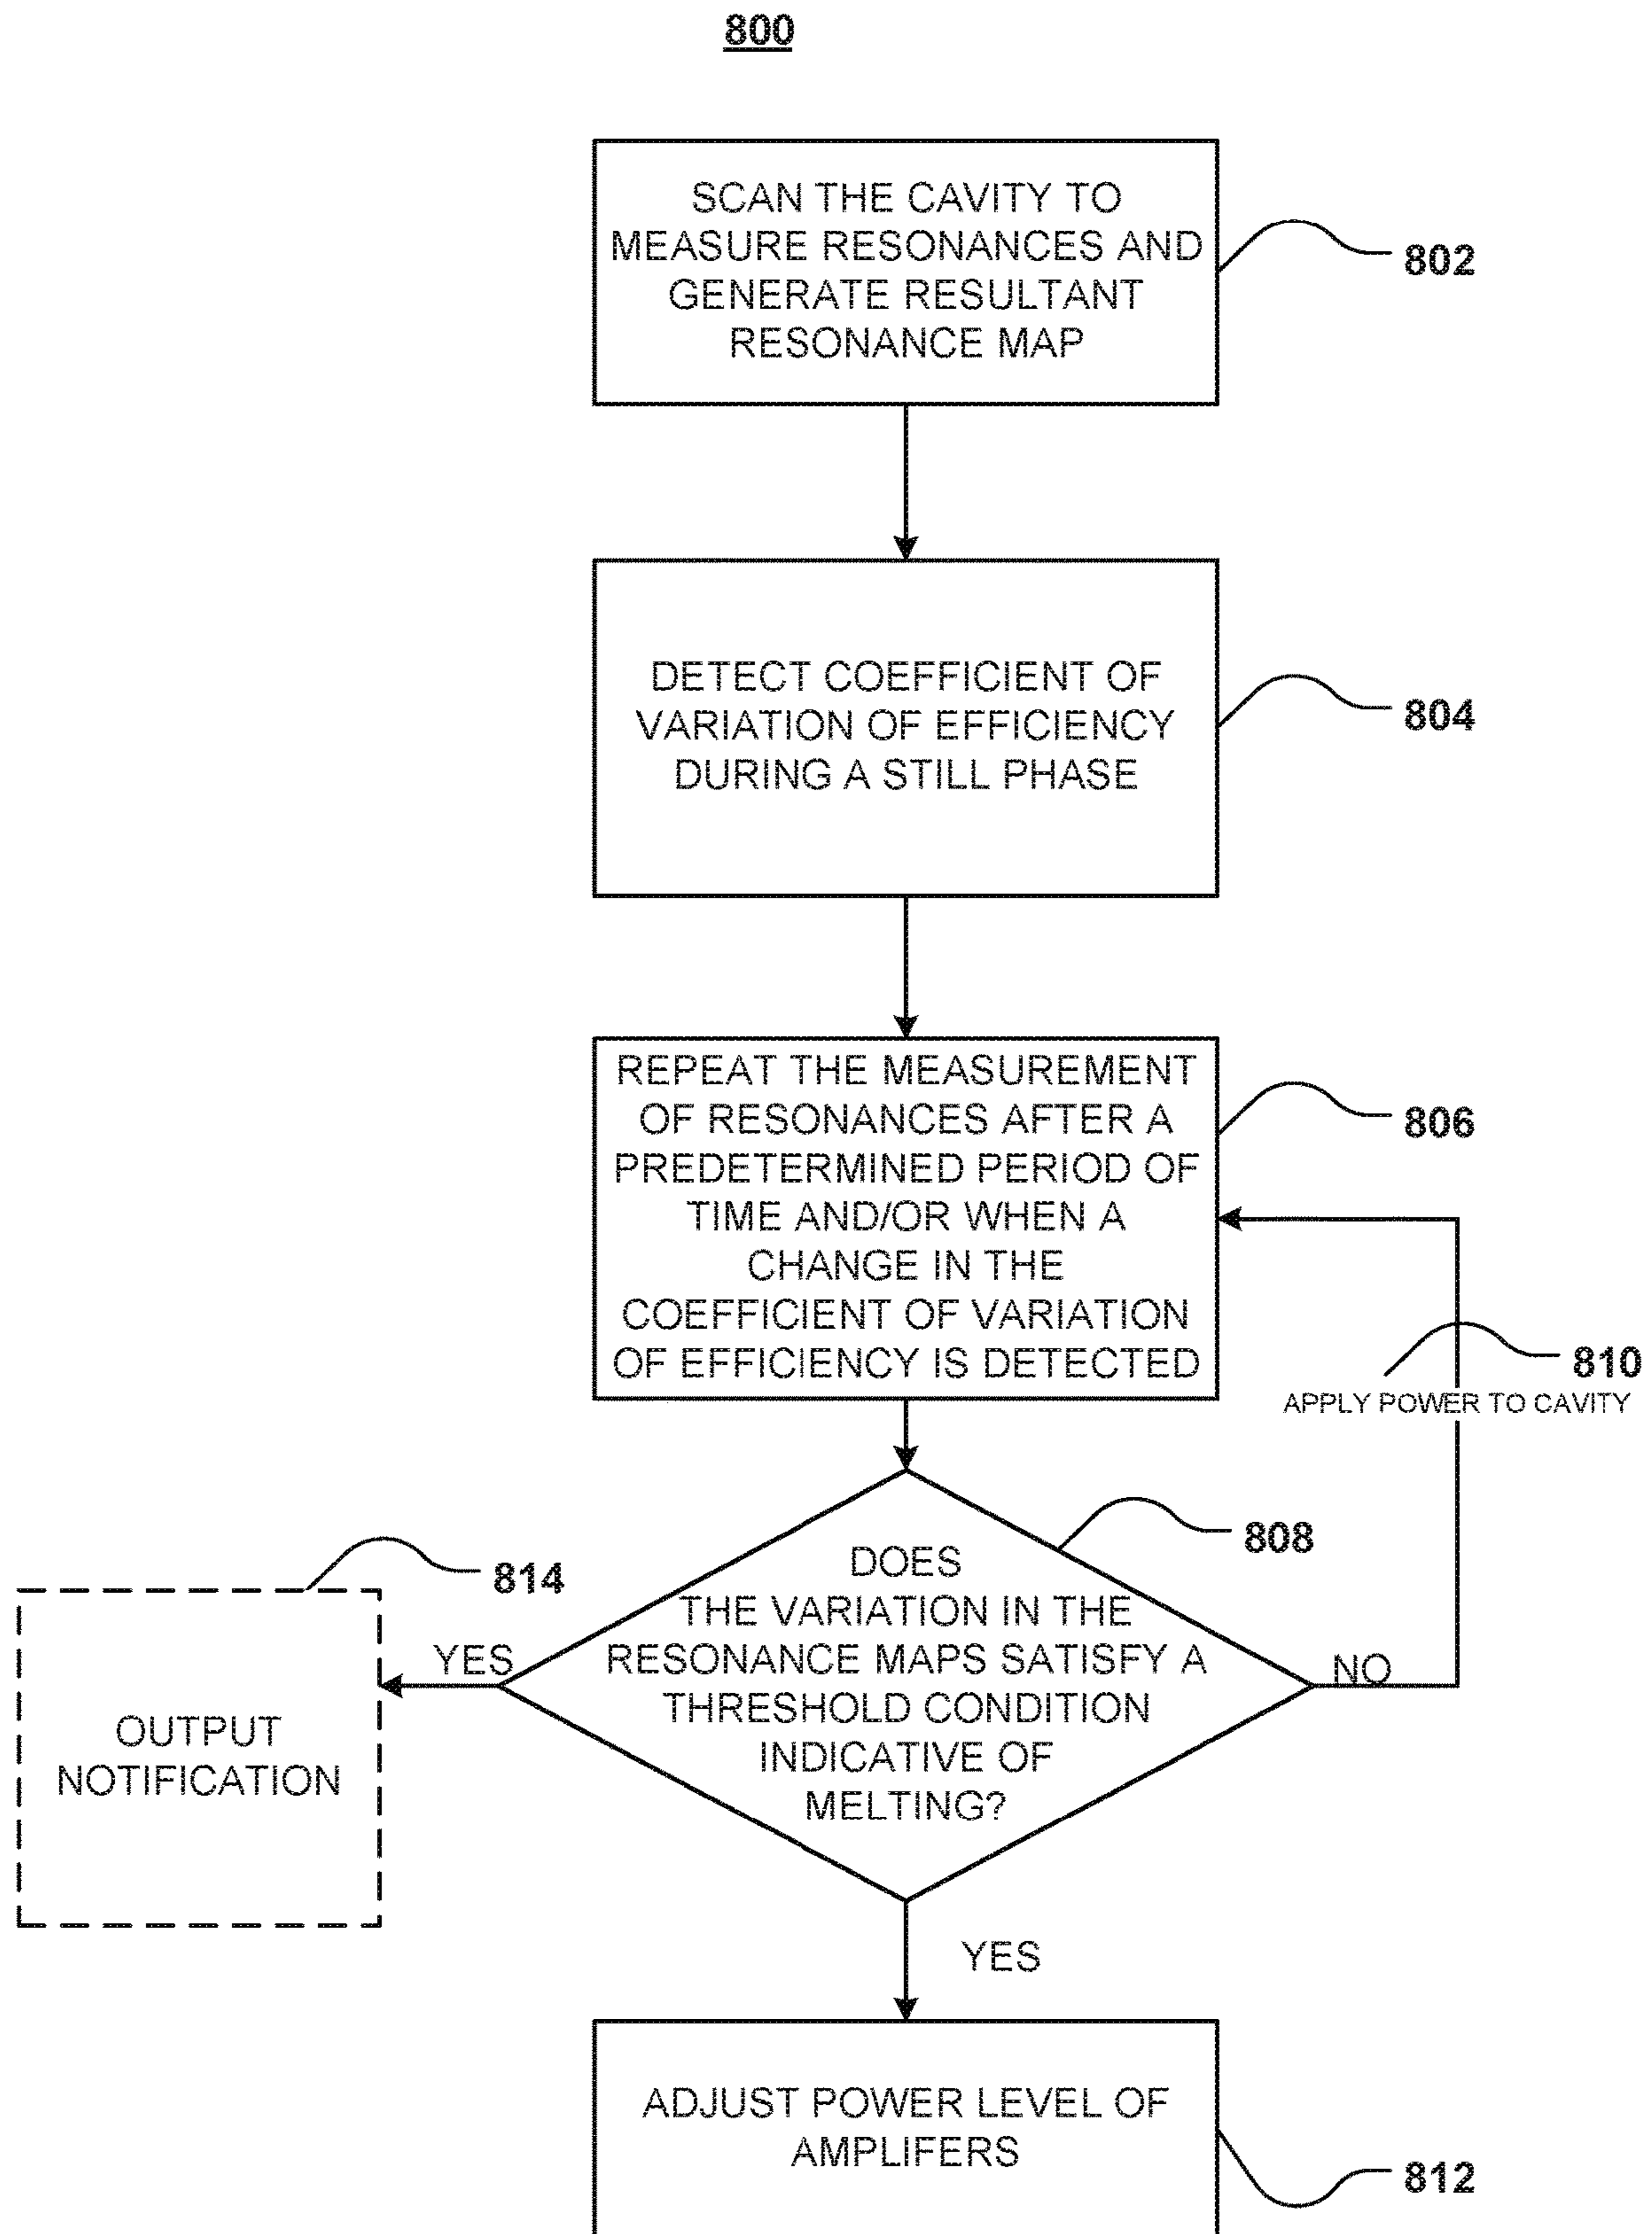 800
SCAN THE CAVITY TO
MEASURE RESONANCES AND
GENERATE RESULTANT
RESONANCE MAP
802
DETECT COEFFICIENT OF
VARIATION OF EFFICIENCY
DURING A STILL PHASE
804
REPEAT THE MEASUREMENT
OF RESONANCES AFTER A
PREDETERMINED PERIOD OF
TIME AND/OR WHEN A
CHANGE IN THE
COEFFICIENT OF VARIATION
OF EFFICIENCY IS DETECTED
806
810
APPLY POWER TO CAVITY
808
DOES
THE VARIATION IN THE
RESONANCE MAPS SATISFY A
THRESHOLD CONDITION
INDICATIVE OF
MELTING?
NO
YES
814
OUTPUT
NOTIFICATION
YES
ADJUST POWER LEVEL OF
AMPLIFERS
812